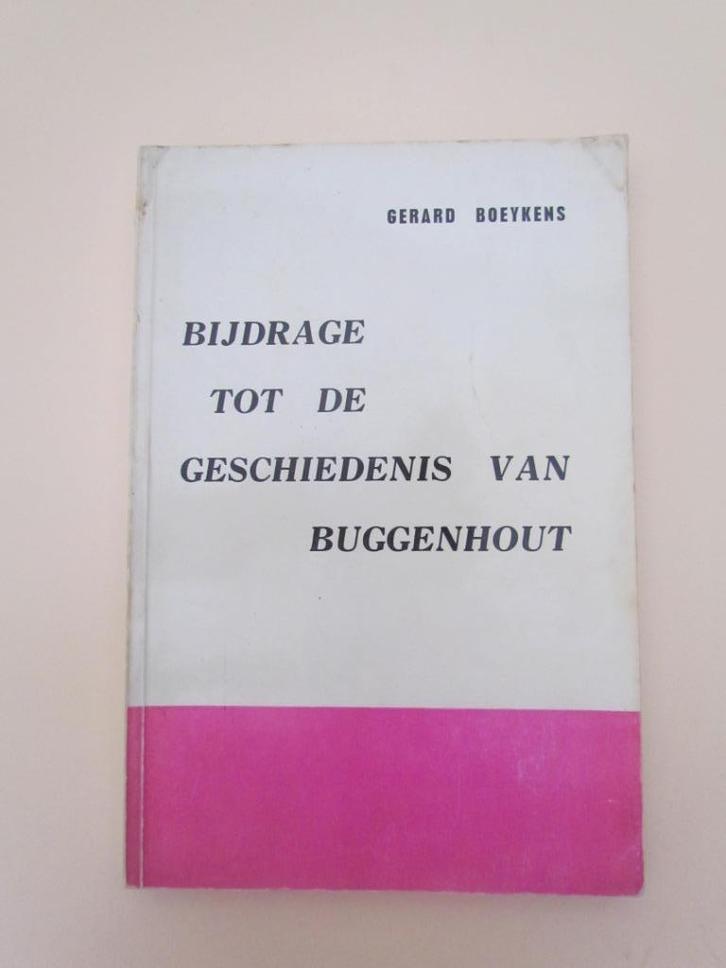 GERARD BOEYKENS
BIJDRAGE
TOT DE
GESCHIEDENIS VAN
BUGGENHOUT